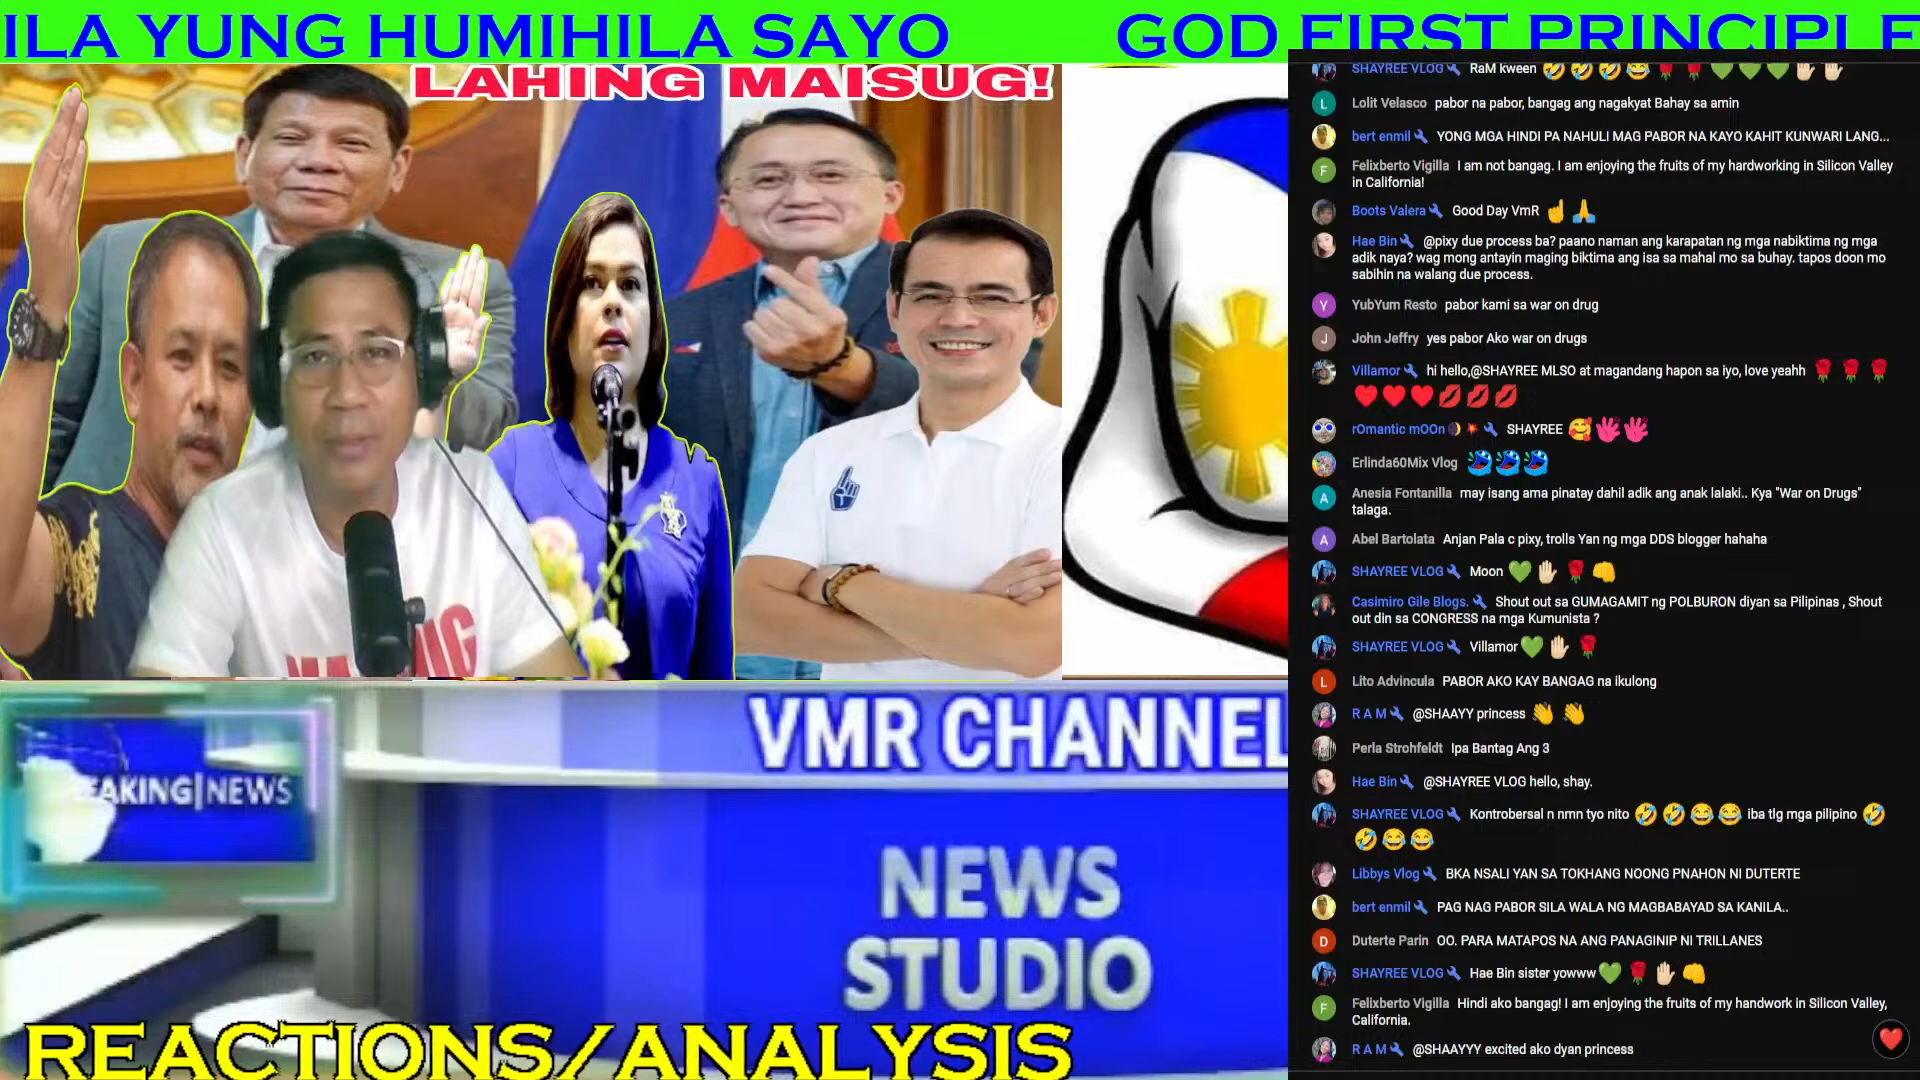 ILA YUNG HUMIHILA SAYO
GOD FIRST PRINCIPLE
LAHING MAISUG!
VMR CHANNEL
AKING|NEWS
NEWS
STUDIO
REACTIONS/ANALYSIS
SHAYREE VLOG RaM kween 🤣🤣🤣😂🌹🌹💚💚💚✋🏻✋🏻
L Lolit Velasco pabor na pabor, bangag ang nagakyat Bahay sa amin
bert enmil YONG MGA HINDI PA NAHULI MAG PABOR NA KAYO KAHIT KUNWARI LANG...
F Felixberto Vigilla I am not bangag. I am enjoying the fruits of my hardworking in Silicon Valley
in California!
Boots Valera Good Day VmR ☝️🙏
Hae Bin @pixy due process ba? paano naman ang karapatan ng mga nabiktima ng mga
adik naya? wag mong antayin maging biktima ang isa sa mahal mo sa buhay. tapos doon mo
sabihin na walang due process.
Y YubYum Resto pabor kami sa war on drug
J John Jeffry yes pabor Ako war on drugs
Villamor hi hello,@SHAYREE MLSO at magandang hapon sa iyo, love yeahh 🌹🌹🌹
❤️❤️❤️💋💋💋
rOmantic mOOn🌒💥 SHAYREE 🥰👋👋
Erlinda60Mix Vlog 🤣🤣🤣
A Anesia Fontanilla may isang ama pinatay dahil adik ang anak lalaki.. Kya "War on Drugs"
talaga.
A Abel Bartolata Anjan Pala c pixy, trolls Yan ng mga DDS blogger hahaha
SHAYREE VLOG Moon 💚✋🏻🌹👊
Casimiro Gile Blogs. Shout out sa GUMAGAMIT ng POLBURON diyan sa Pilipinas , Shout
out din sa CONGRESS na mga Kumunista ?
SHAYREE VLOG Villamor💚✋🏻🌹
L Lito Advincula PABOR AKO KAY BANGAG na ikulong
R A M @SHAAYY princess 👋👋
Perla Strohfeldt Ipa Bantag Ang 3
Hae Bin @SHAYREE VLOG hello, shay.
SHAYREE VLOG Kontrobersal n nmn tyo nito 🤣🤣😂😂 iba tlg mga pilipino 🤣
🤣😂😂
Libbys Vlog BKA NSALI YAN SA TOKHANG NOONG PNAHON NI DUTERTE
bert enmil PAG NAG PABOR SILA WALA NG MAGBABAYAD SA KANILA..
D Duterte Parin OO. PARA MATAPOS NA ANG PANAGINIP NI TRILLANES
SHAYREE VLOG Hae Bin sister yowww💚🌹✋🏻👊
F Felixberto Vigilla Hindi ako bangag! I am enjoying the fruits of my handwork in Silicon Valley,
California.
R A M @SHAAYYY excited ako dyan princess